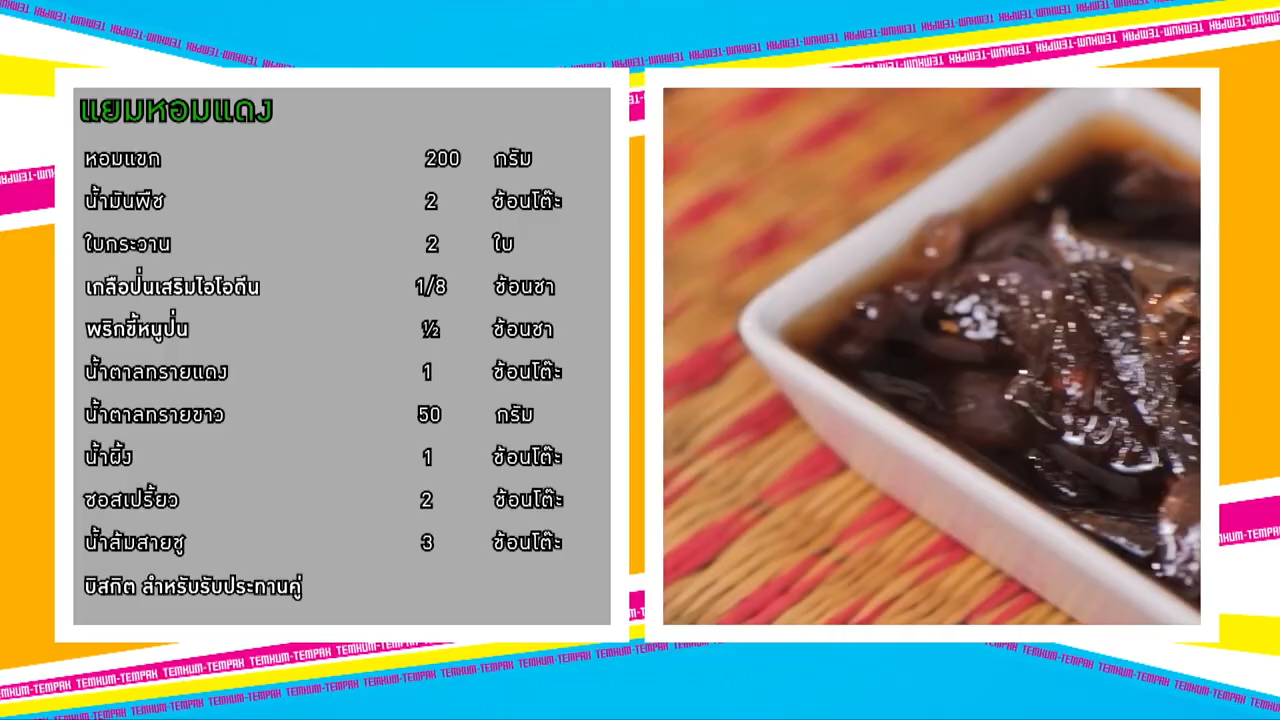 แยมหอมแดง
หอมแขก 200 กรัม
น้ำมันพืช 2 ช้อนโต๊ะ
ใบกระวาน 2 ใบ
เกลือป่นเสริมไอโอดีน 1/8 ช้อนชา
พริกขี้หนูป่น ½ ช้อนชา
น้ำตาลทรายแดง 1 ช้อนโต๊ะ
น้ำตาลทรายขาว 50 กรัม
น้ำผึ้ง 1 ช้อนโต๊ะ
ซอสเปรี้ยว 2 ช้อนโต๊ะ
น้ำส้มสายชู 3 ช้อนโต๊ะ
บิสกิต สำหรับรับประทานคู่
TEMHUM-TEMPAK TEMHUM-TEMPAK TEMHUM-TEMPAK TEMHUM-TEMPAK